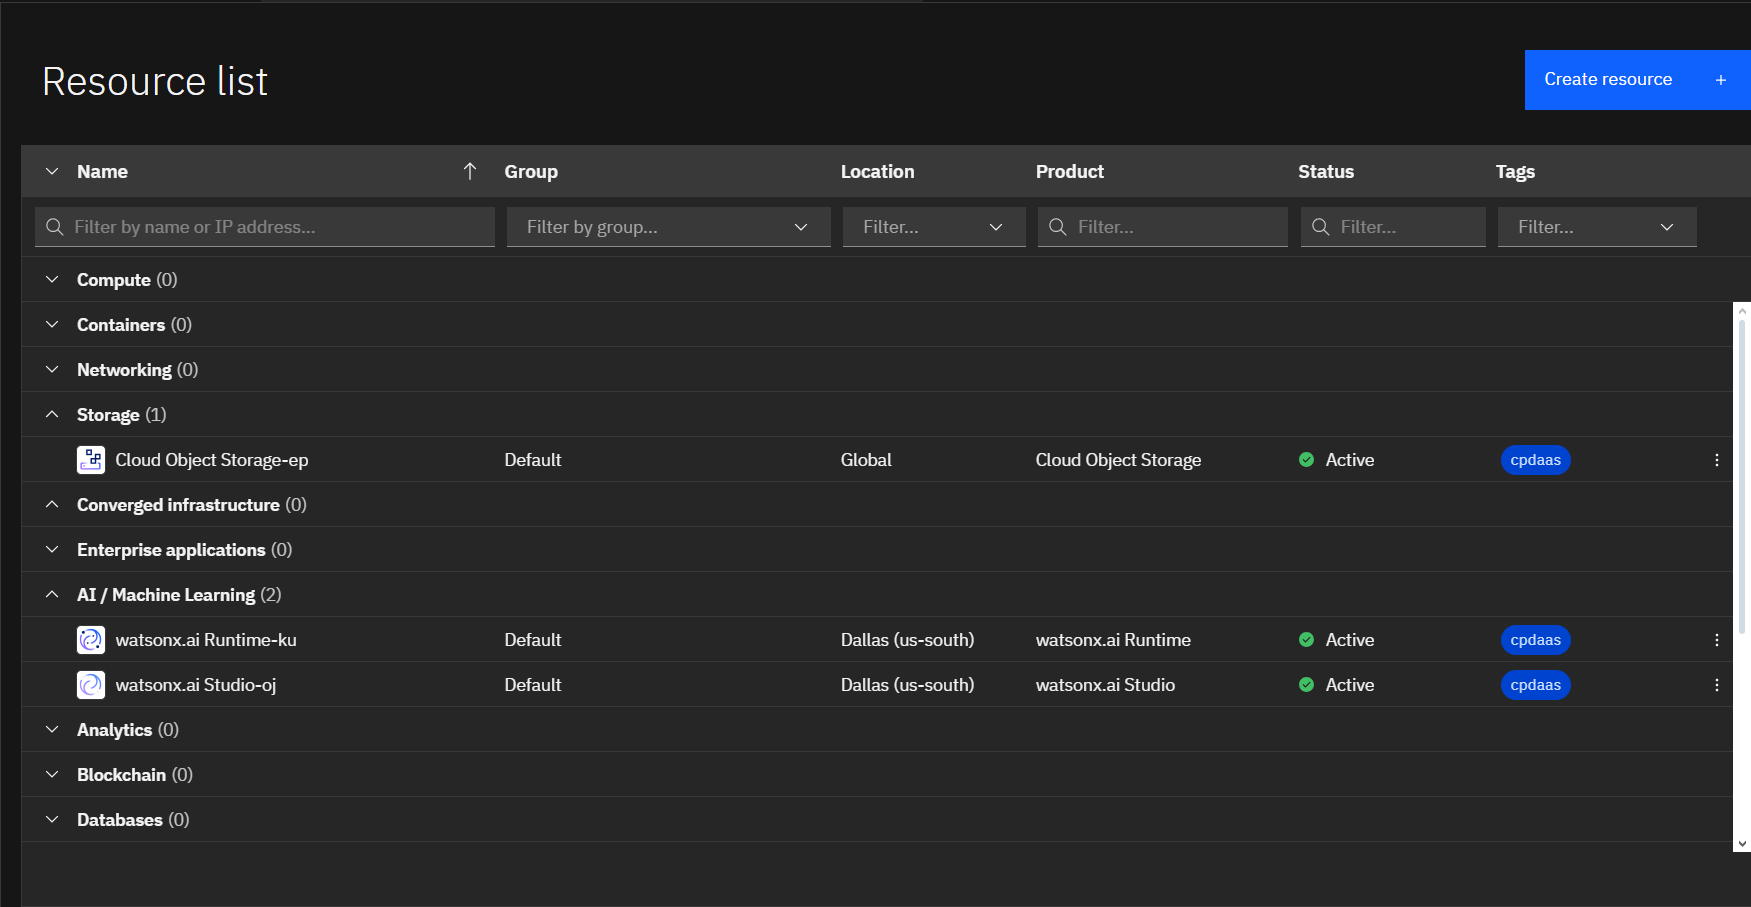 Resource list
Create resource +
Name Group Location Product Status Tags
Filter by name or IP address... Filter by group... Filter... Filter... Filter... Filter...
Compute (0)
Containers (0)
Networking (0)
Storage (1)
Cloud Object Storage-ep Default Global Cloud Object Storage Active cpdaas
Converged infrastructure (0)
Enterprise applications (0)
AI / Machine Learning (2)
watsonx.ai Runtime-ku Default Dallas (us-south) watsonx.ai Runtime Active cpdaas
watsonx.ai Studio-oj Default Dallas (us-south) watsonx.ai Studio Active cpdaas
Analytics (0)
Blockchain (0)
Databases (0)